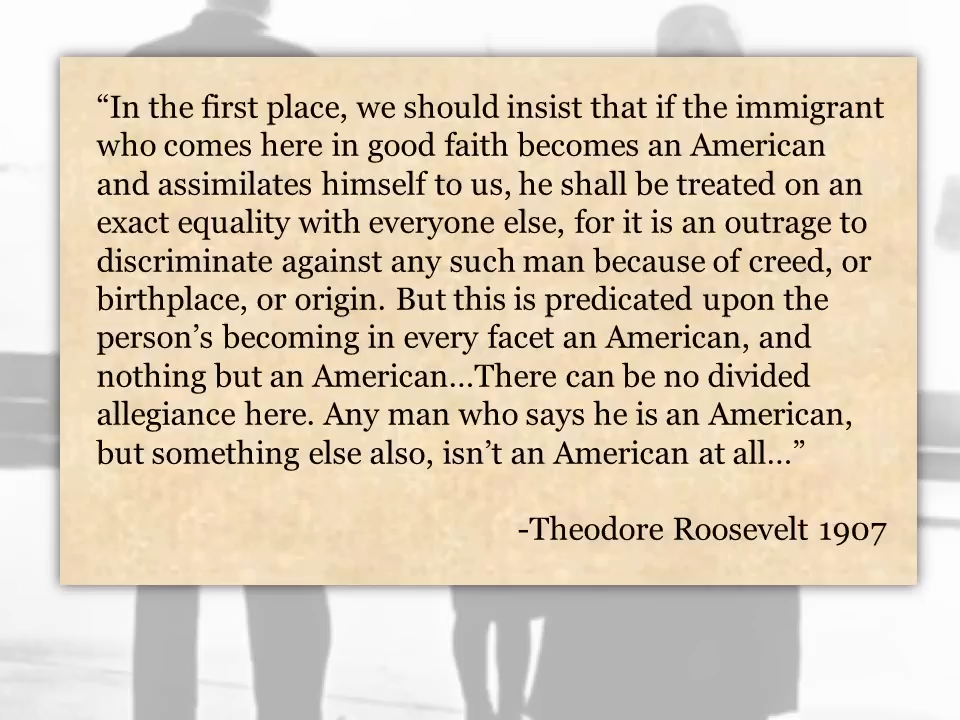 “In the first place, we should insist that if the immigrant
who comes here in good faith becomes an American
and assimilates himself to us, he shall be treated on an
exact equality with everyone else, for it is an outrage to
discriminate against any such man because of creed, or
birthplace, or origin. But this is predicated upon the
person’s becoming in every facet an American, and
nothing but an American…There can be no divided
allegiance here. Any man who says he is an American,
but something else also, isn’t an American at all…”
-Theodore Roosevelt 1907